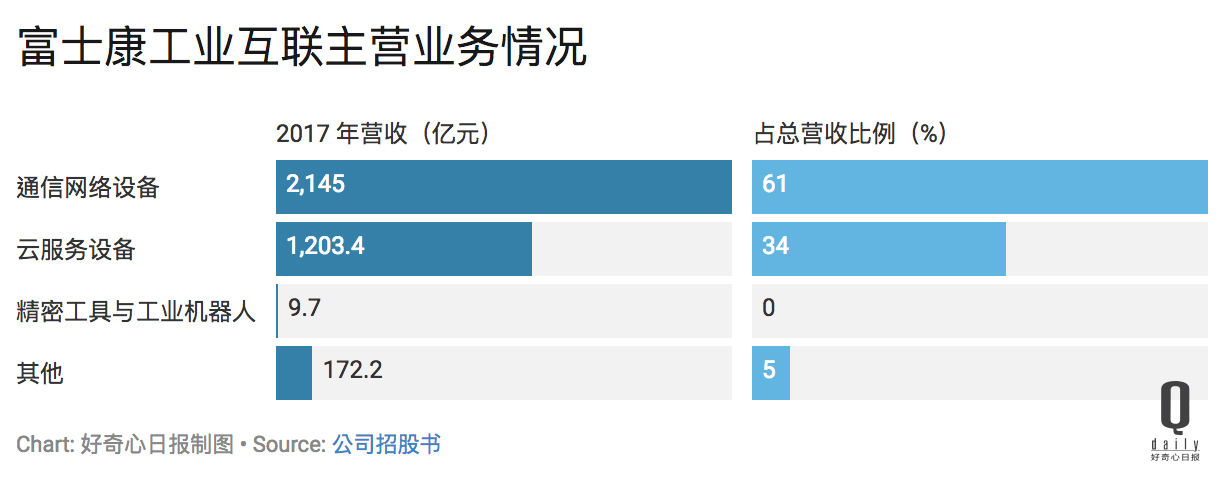 富士康工业互联主营业务情况
2017 年营收（亿元） 占总营收比例（%）
通信网络设备 2,145 61
云服务设备 1,203.4 34
精密工具与工业机器人 9.7 0
其他 172.2 5
Chart: 好奇心日报制图 • Source: 公司招股书
Q
daily
好奇心日报